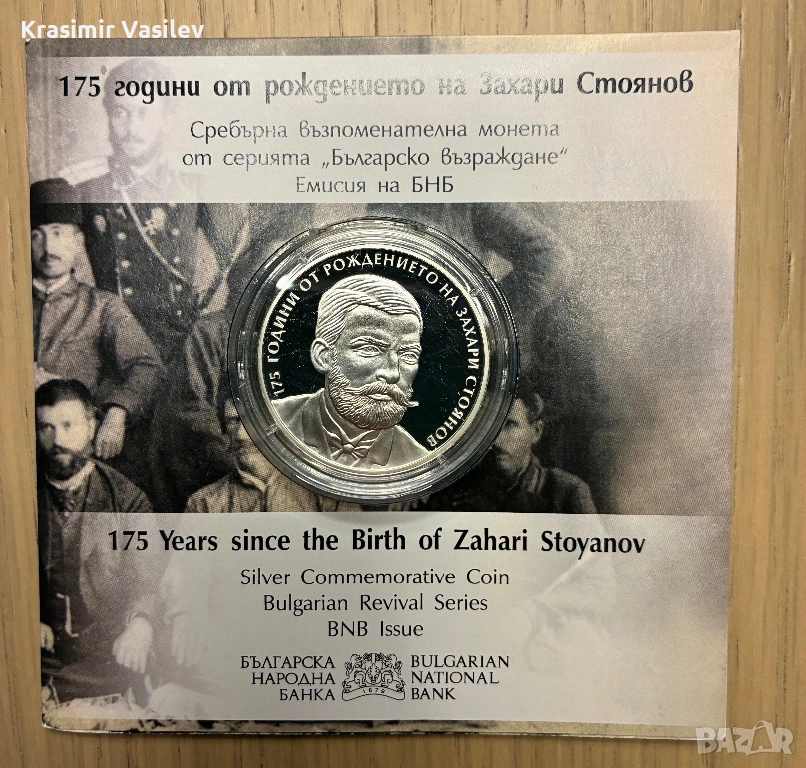 Krasimir Vasilev
175 години от рождението на Захари Стоянов
Сребърна възпоменателна монета
от серията „Българско възраждане“
Емисия на БНБ
175 ГОДИНИ ОТ РОЖДЕНИЕТО НА ЗАХАРИ СТОЯНОВ
175 Years since the Birth of Zahari Stoyanov
Silver Commemorative Coin
Bulgarian Revival Series
BNB Issue
БЪЛГАРСКА
НАРОДНА
БАНКА
1879
BULGARIAN
NATIONAL
BANK
BAZAR